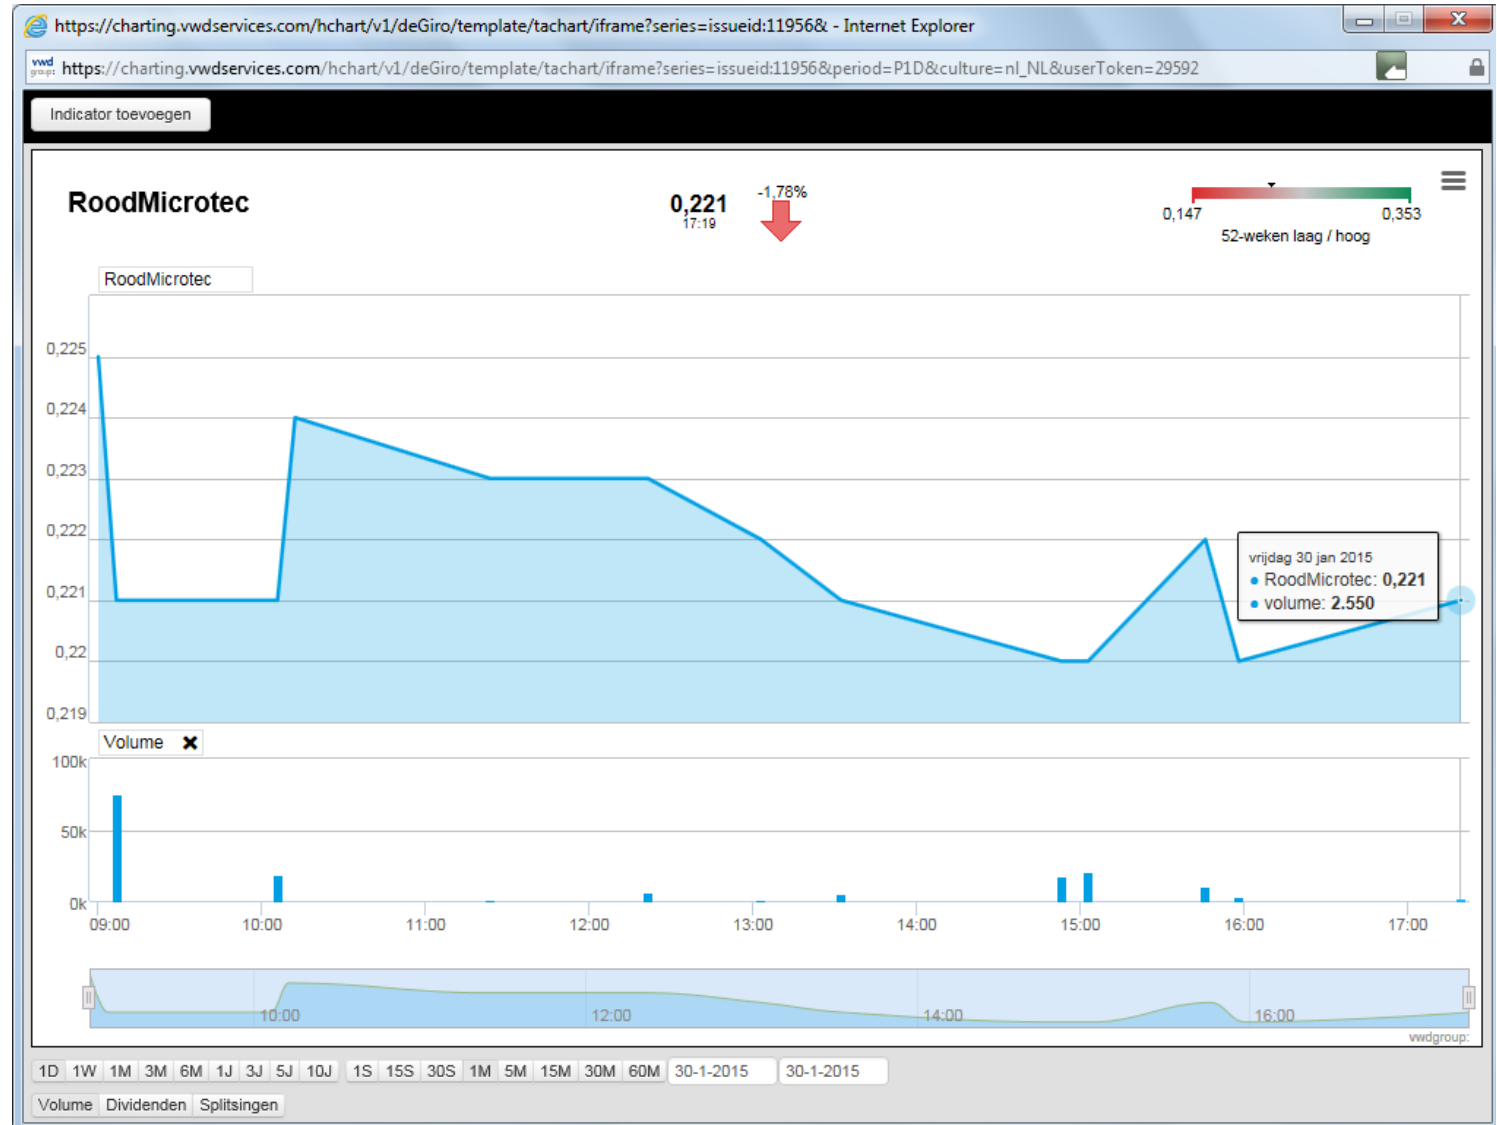 https://charting.vwdservices.com/hchart/v1/deGiro/template/tachart/iframe?series=issueid:11956& - Internet Explorer
vwd group: https://charting.vwdservices.com/hchart/v1/deGiro/template/tachart/iframe?series=issueid:11956&period=P1D&culture=nl_NL&userToken=29592
Indicator toevoegen
RoodMicrotec
0,221
17:19
-1,78%
0,147 0,353
52-weken laag / hoog
RoodMicrotec
0,225
0,224
0,223
0,222
0,221
0,22
0,219
vrijdag 30 jan 2015
• RoodMicrotec: 0,221
• volume: 2.550
Volume ✖
100k
50k
0k
09:00 10:00 11:00 12:00 13:00 14:00 15:00 16:00 17:00
10:00 12:00 14:00 16:00
vwdgroup:
1D 1W 1M 3M 6M 1J 3J 5J 10J 1S 15S 30S 1M 5M 15M 30M 60M 30-1-2015 30-1-2015
Volume Dividenden Splitsingen